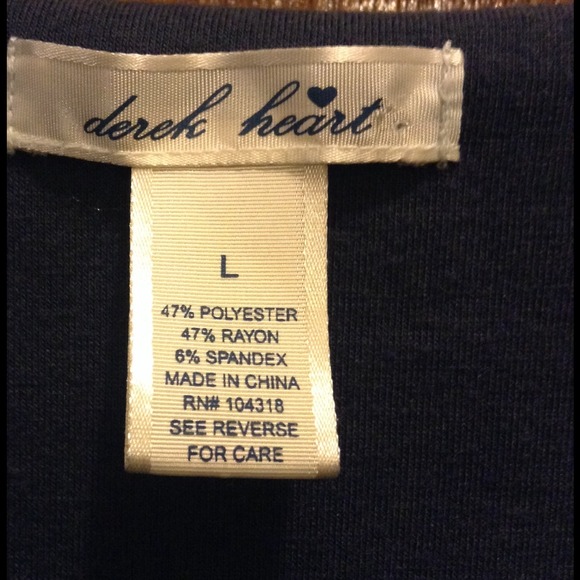 derek heart
L
47% POLYESTER
47% RAYON
6% SPANDEX
MADE IN CHINA
RN# 104318
SEE REVERSE
FOR CARE